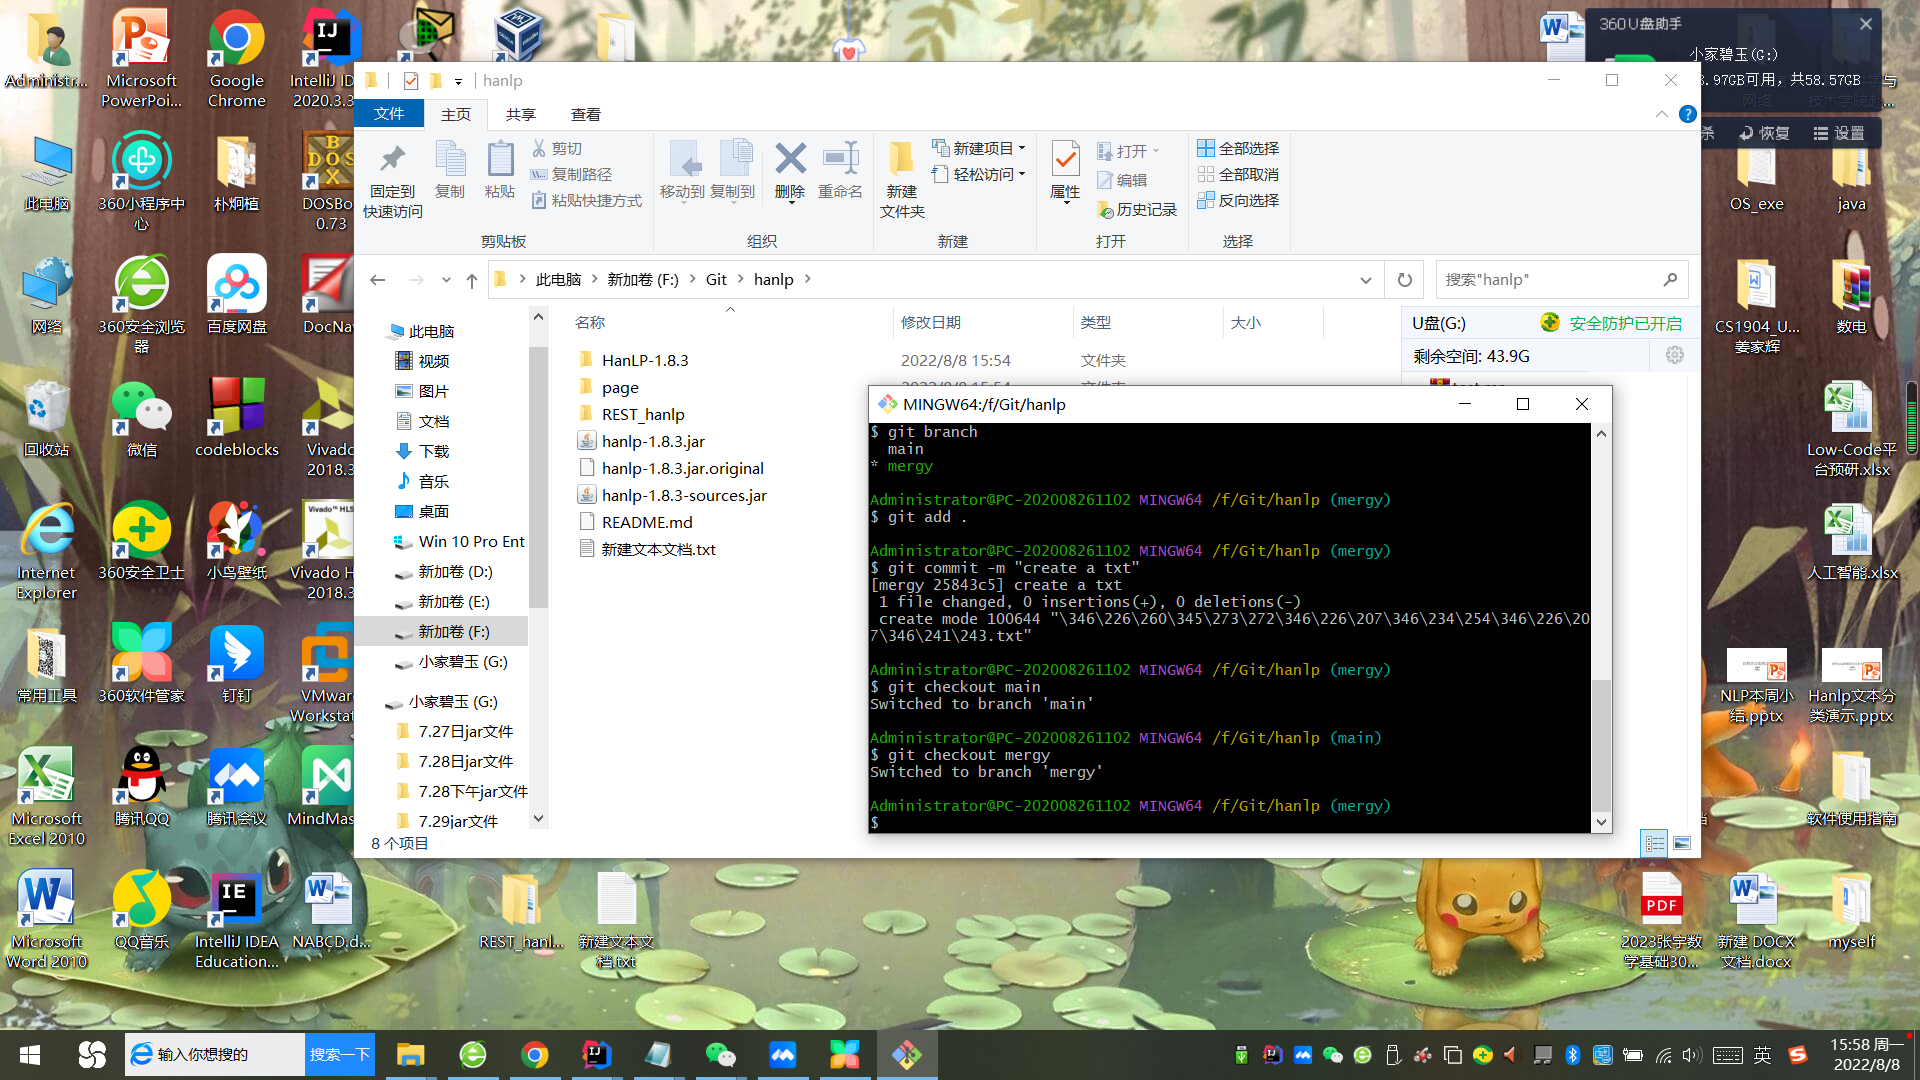 Administr...
Microsoft
PowerPoi...
Google
Chrome
IntelliJ ID
2020.3.3
此电脑
360小程序中
心
朴炯植
DOSBo
0.73
网络
360安全浏览
器
百度网盘
DocNav
回收站
微信
codeblocks
Vivado
2018.3
Internet
Explorer
360安全卫士
小鸟壁纸
Vivado H
2018.3
常用工具
360软件管家
钉钉
VMware
Workstat
Microsoft
Excel 2010
腾讯QQ
腾讯会议
MindMas
Microsoft
Word 2010
QQ音乐
IntelliJ IDEA
Education...
NABCD.d...
REST_hanl...
新建文本文
档.txt
hanlp
文件
主页
共享
查看
固定到
快速访问
复制
粘贴
剪切
复制路径
粘贴快捷方式
剪贴板
移动到
复制到
删除
重命名
组织
新建
文件夹
新建项目
轻松访问
新建
属性
打开
编辑
历史记录
打开
全部选择
全部取消
反向选择
选择
此电脑
新加卷 (F:)
Git
hanlp
搜索"hanlp"
此电脑
视频
图片
文档
下载
音乐
桌面
Win 10 Pro Ent
新加卷 (D:)
新加卷 (E:)
新加卷 (F:)
小家碧玉 (G:)
小家碧玉 (G:)
7.27日jar文件
7.28日jar文件
7.28下午jar文件
7.29jar文件
8 个项目
名称
修改日期
类型
大小
HanLP-1.8.3
2022/8/8 15:54
文件夹
page
REST_hanlp
hanlp-1.8.3.jar
hanlp-1.8.3.jar.original
hanlp-1.8.3-sources.jar
README.md
新建文本文档.txt
U盘(G:)
安全防护已开启
剩余空间: 43.9G
MINGW64:/f/Git/hanlp
$ git branch
main
* mergy
Administrator@PC-202008261102 MINGW64 /f/Git/hanlp (mergy)
$ git add .
Administrator@PC-202008261102 MINGW64 /f/Git/hanlp (mergy)
$ git commit -m "create a txt"
[mergy 25843c5] create a txt
1 file changed, 0 insertions(+), 0 deletions(-)
create mode 100644 "\346\226\260\345\273\272\346\226\207\346\234\254\346\226\20
7\346\241\243.txt"
Administrator@PC-202008261102 MINGW64 /f/Git/hanlp (mergy)
$ git checkout main
Switched to branch 'main'
Administrator@PC-202008261102 MINGW64 /f/Git/hanlp (main)
$ git checkout mergy
Switched to branch 'mergy'
Administrator@PC-202008261102 MINGW64 /f/Git/hanlp (mergy)
$
360 U盘助手
小家碧玉(G:)
.97GB可用，共58.57GB
恢复
设置
OS_exe
java
CS1904_U...
姜家辉
数电
Low-Code平
台预研.xlsx
人工智能.xlsx
NLP本周小
结.pptx
Hanlp文本分
类演示.pptx
软件使用指南
2023张宇数
学基础30...
新建 DOCX
文档.docx
myself
PDF
输入你想搜的
搜索一下
英
15:58 周一
2022/8/8